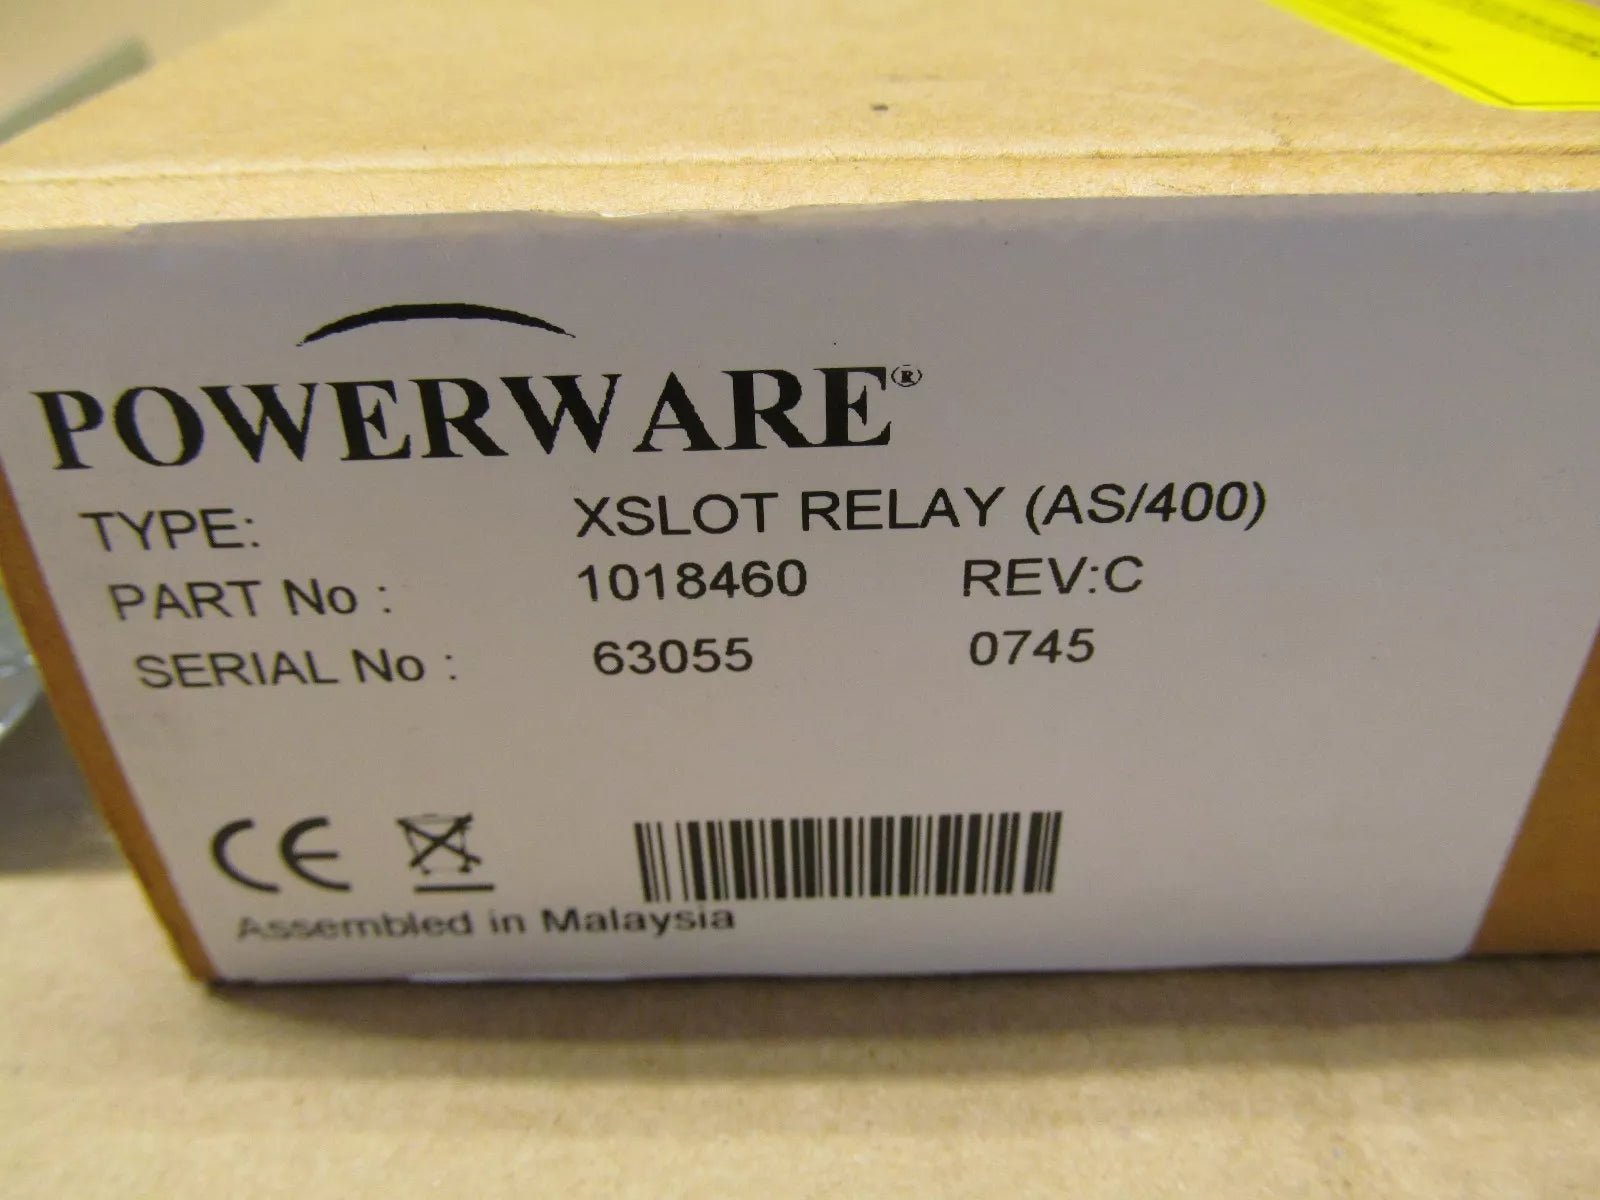 POWERWARE®
TYPE: XSLOT RELAY (AS/400)
PART No : 1018460 REV:C
SERIAL No : 63055 0745
CE
Assembled in Malaysia